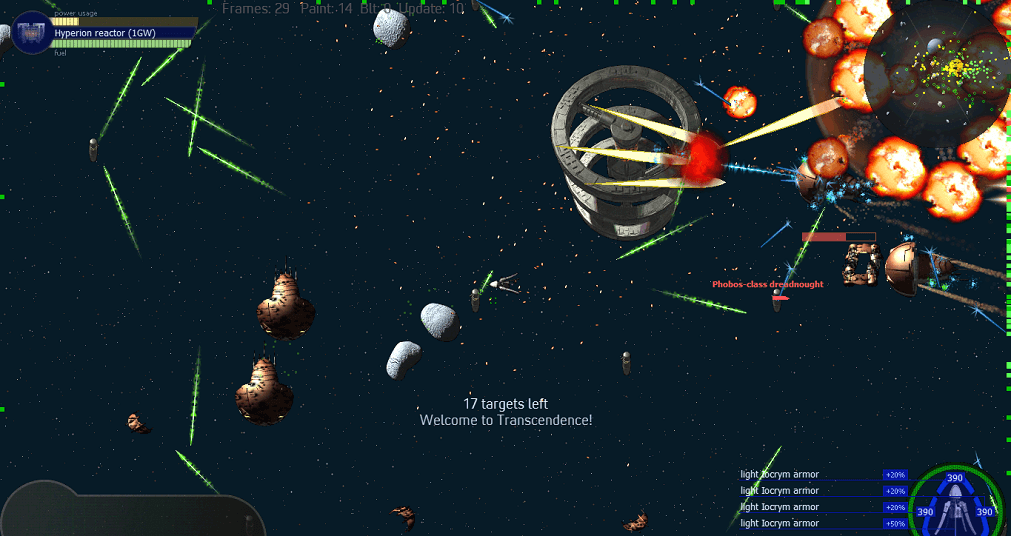 Frames: 29 Paint: 14 Blt: 0 Update: 10
power usage
Hyperion reactor (1GW)
fuel
Phobos-class dreadnought
17 targets left
Welcome to Transcendence!
light Iocrym armor +20%
light Iocrym armor +20%
light Iocrym armor +20%
light Iocrym armor +50%
390
390 390